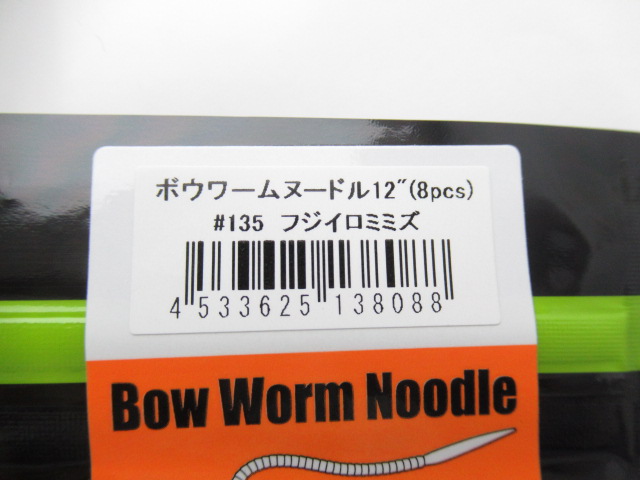 ボウワームヌードル12"(8pcs)
#135 フジイロミミズ
4 533625 138088
Bow Worm Noodle